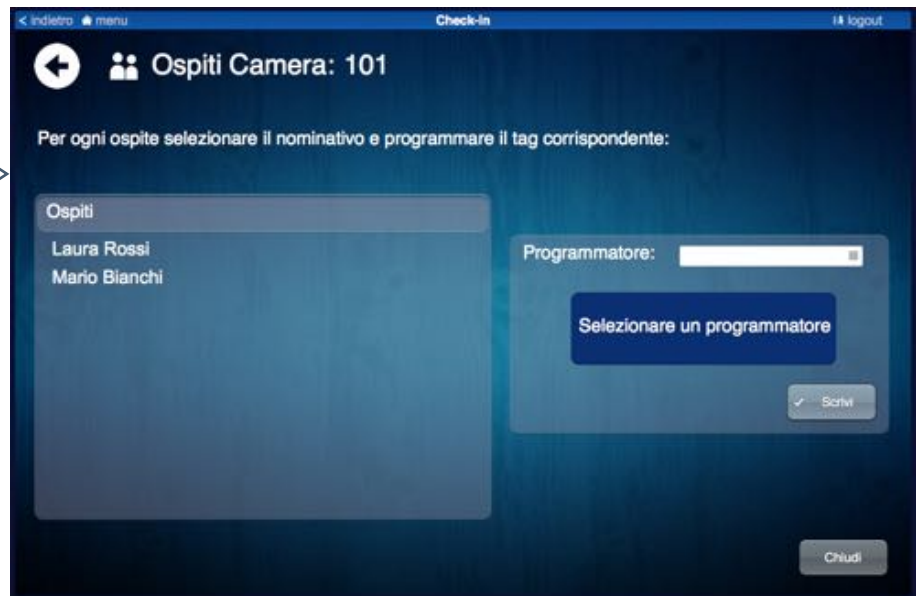 < indietro menu Check-in logout
Ospiti Camera: 101
Per ogni ospite selezionare il nominativo e programmare il tag corrispondente:
Ospiti
Laura Rossi
Mario Bianchi
Programmatore:
Selezionare un programmatore
Scrivi
Chiudi